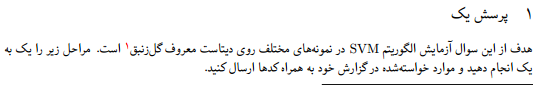 ۱ پرسش یک
هدف از این سوال آزمایش الگوریتم SVM در نمونه‌های مختلف روی دیتاست معروف گل‌زنبق۱ است. مراحل زیر را یک به
یک انجام دهید و موارد خواسته‌شده در گزارش خود به همراه کدها ارسال کنید.